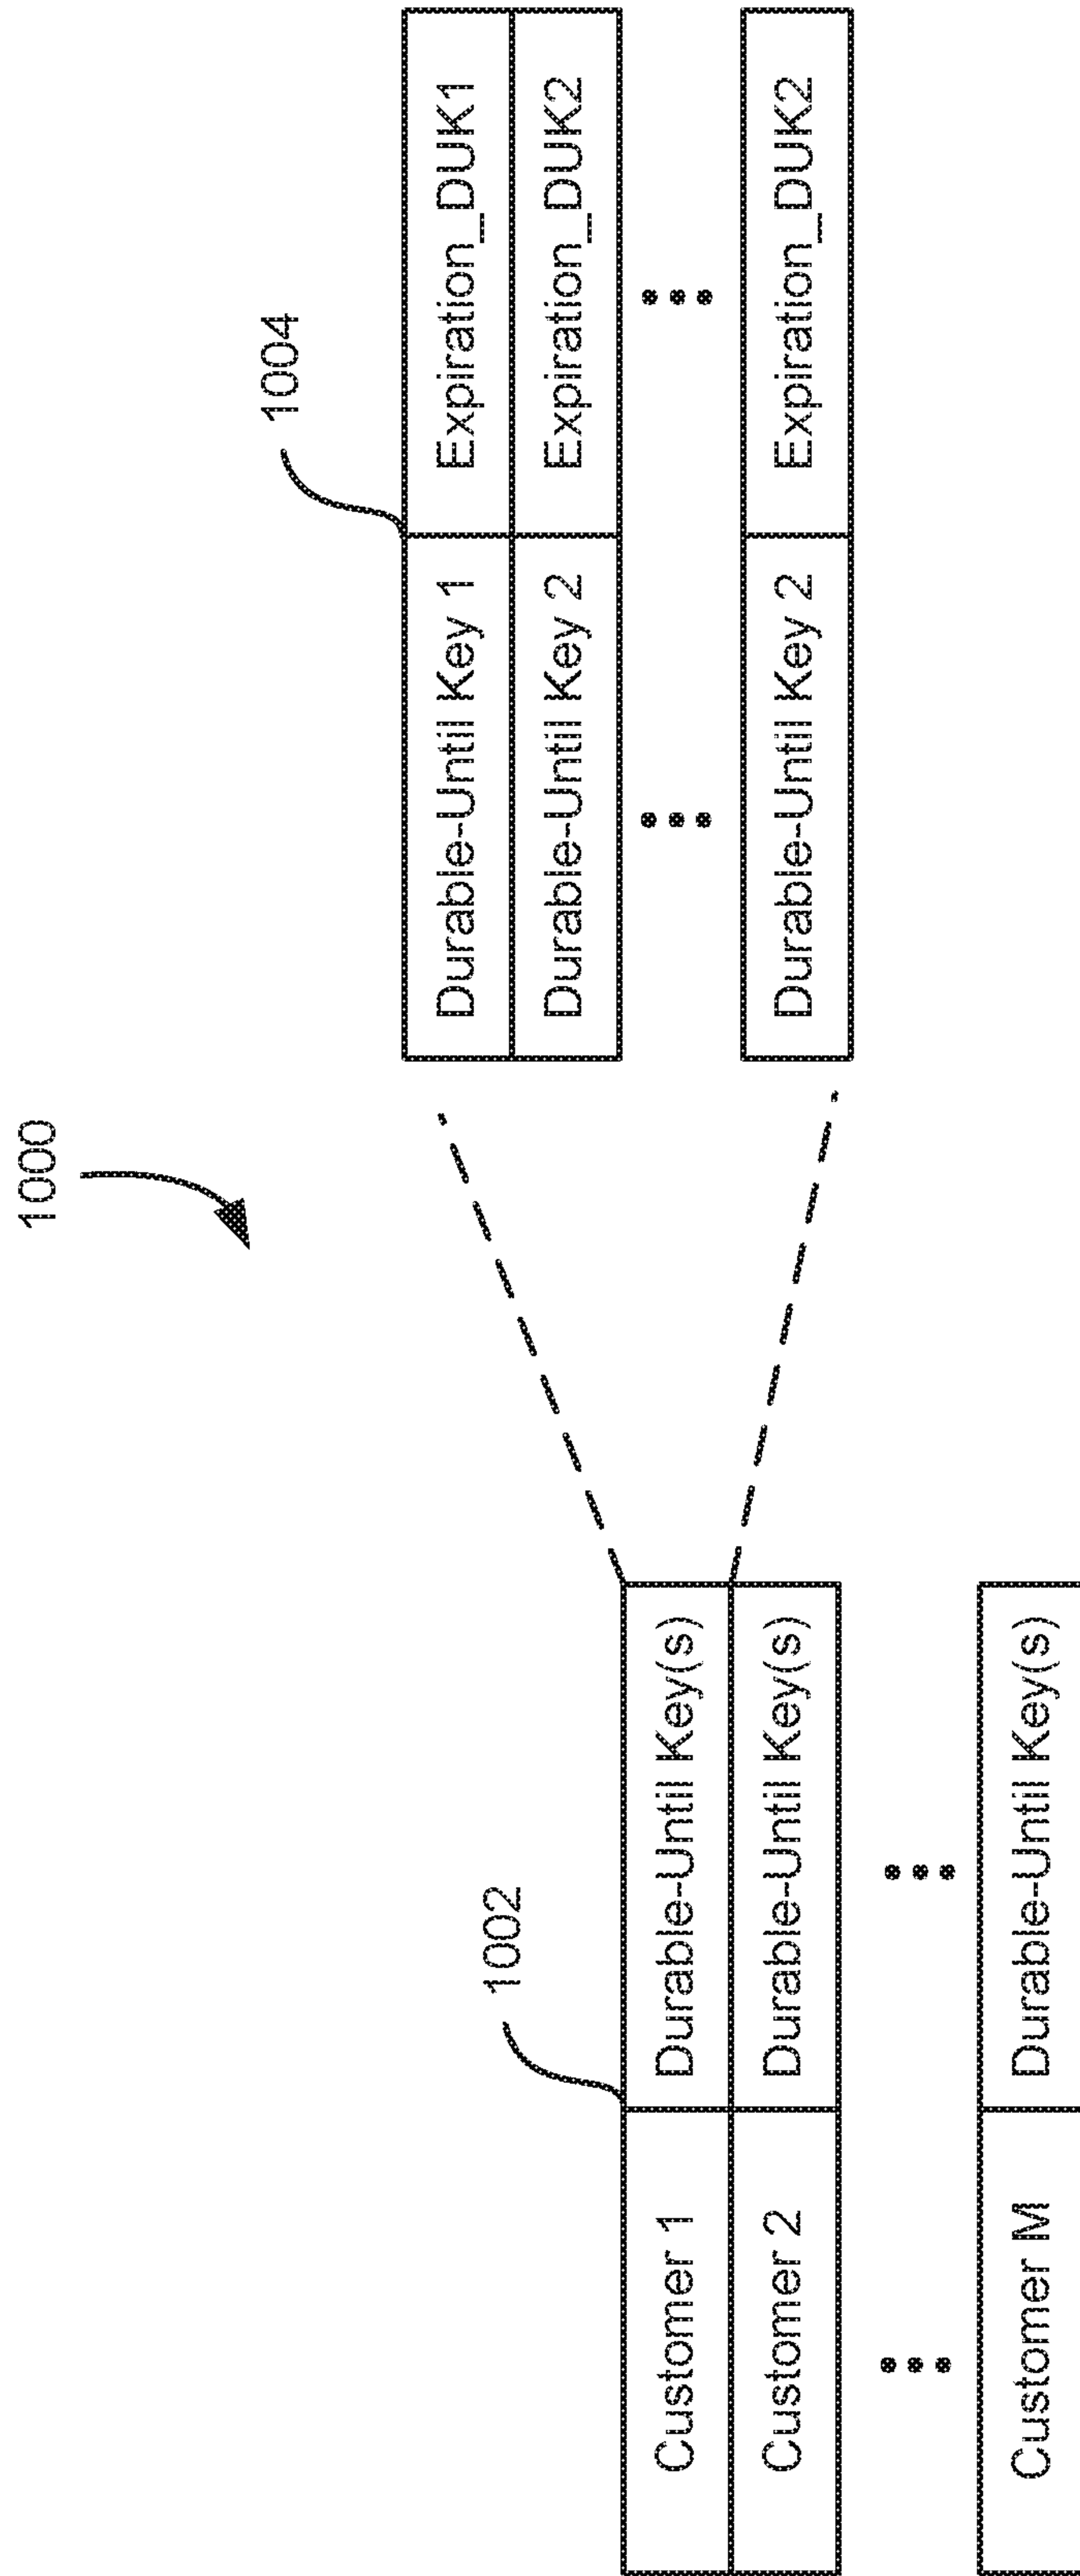 1000
1002
Customer 1 Durable-Until Key(s)
Customer 2 Durable-Until Key(s)
Customer M Durable-Until Key(s)
1004
Durable-Until Key 1 Expiration_DUK1
Durable-Until Key 2 Expiration_DUK2
Durable-Until Key 2 Expiration_DUK2